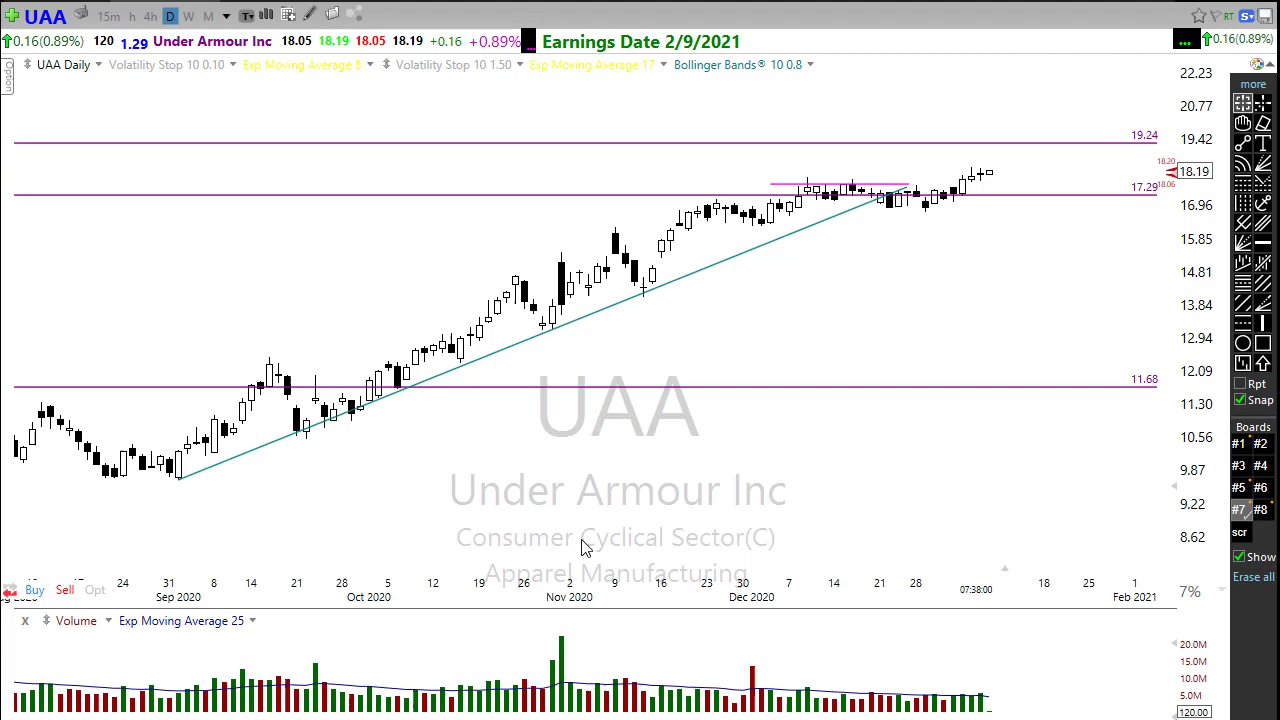 UAA 15m h 4h D W M T RT S
0.16(0.89%) 120 1.29 Under Armour Inc 18.05 18.19 18.05 18.19 +0.16 +0.89% ... Earnings Date 2/9/2021 ... 0.16(0.89%)
Option
UAA Daily Volatility Stop 10 0.10 Exp Moving Average 8 Volatility Stop 10 1.50 Exp Moving Average 17 Bollinger Bands® 10 0.8
22.23
more
20.77
19.24
19.42
18.20
18.19
18.06
17.29
16.96
15.85
14.81
13.84
12.94
12.09
11.68
11.30
10.56
9.87
9.22
8.62
UAA
Under Armour Inc
Consumer Cyclical Sector(C)
Apparel Manufacturing
T
Rpt
Snap
Boards
#1 #2
#3 #4
#5 #6
#7 #8
scr
Show
Erase all
24 31 8 14 21 28 5 12 19 26 2 9 16 23 30 7 14 21 28 18 25 1
Buy Sell Opt
2020 Sep 2020 Oct 2020 Nov 2020 Dec 2020 07:38:00 Feb 2021
7%
x Volume Exp Moving Average 25
20.0M
15.0M
10.0M
5.0M
120.00